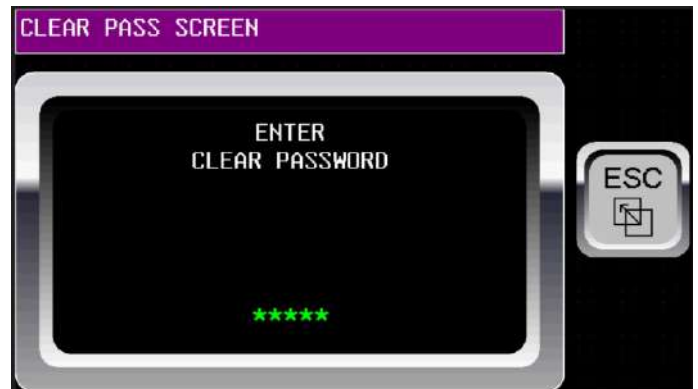 CLEAR PASS SCREEN
ENTER
CLEAR PASSWORD
ESC
*****